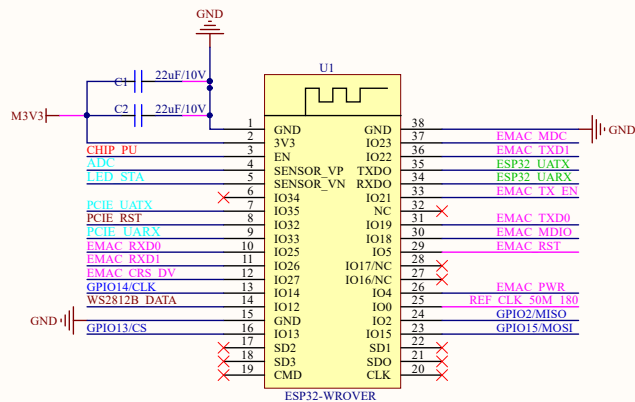 GND
U1
C1 22uF/10V
C2 22uF/10V
M3V3
1 GND GND 38 GND
2 3V3 IO23 37 EMAC_MDC
CHIP_PU 3 EN IO22 36 EMAC_TXD1
ADC 4 SENSOR_VP TXDO 35 ESP32_UATX
LED_STA 5 SENSOR_VN RXDO 34 ESP32_UARX
6 IO34 IO21 33 EMAC_TX_EN
PCIE_UATX 7 IO35 NC 32
PCIE_RST 8 IO32 IO19 31 EMAC_TXD0
PCIE_UARX 9 IO33 IO18 30 EMAC_MDIO
EMAC_RXD0 10 IO25 IO5 29 EMAC_RST
EMAC_RXD1 11 IO26 IO17/NC 28
EMAC_CRS_DV 12 IO27 IO16/NC 27
GPIO14/CLK 13 IO14 IO4 26 EMAC_PWR
WS2812B_DATA 14 IO12 IO0 25 REF_CLK_50M_180
GND 15 GND IO2 24 GPIO2/MISO
GPIO13/CS 16 IO13 IO15 23 GPIO15/MOSI
17 SD2 SD1 22
18 SD3 SDO 21
19 CMD CLK 20
ESP32-WROVER